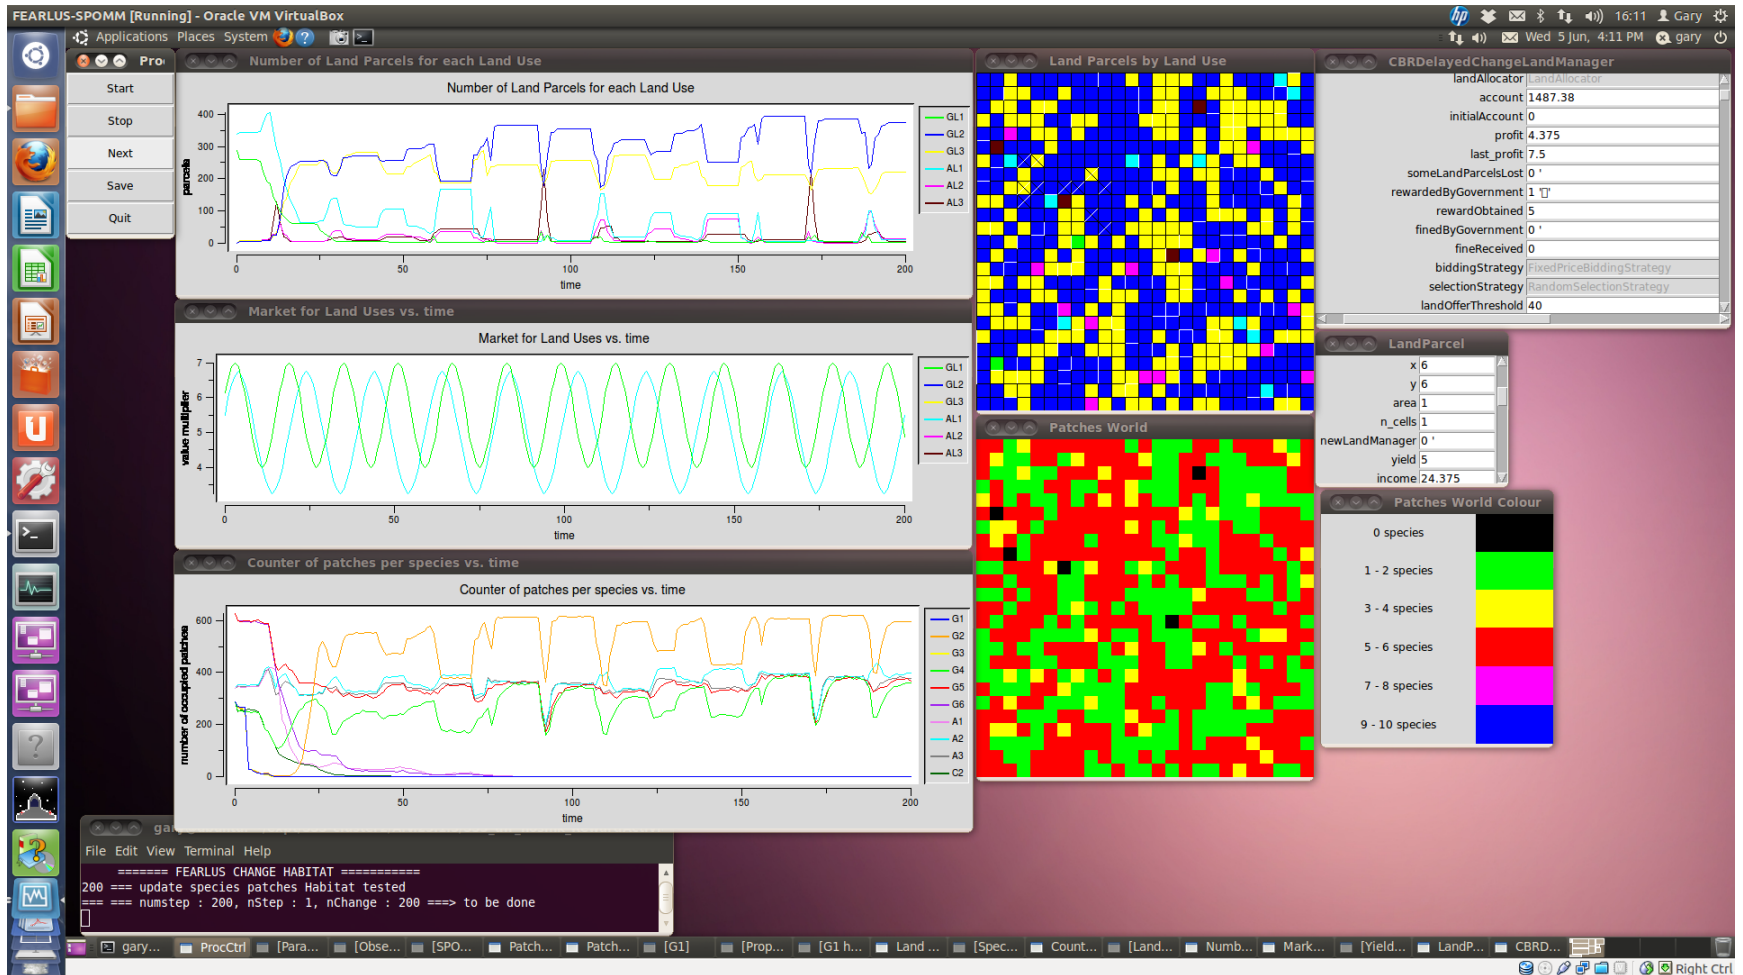 FEARLUS-SPOMM [Running] - Oracle VM VirtualBox
16:11 Gary
Applications Places System
Wed 5 Jun, 4:11 PM gary
Pro
Start
Stop
Next
Save
Quit
Number of Land Parcels for each Land Use
Number of Land Parcels for each Land Use
parcels
400
300
200
100
0
0 50 100 150 200
time
GL1
GL2
GL3
AL1
AL2
AL3
Market for Land Uses vs. time
Market for Land Uses vs. time
value multiplier
7
6
5
4
0 50 100 150 200
time
GL1
GL2
GL3
AL1
AL2
AL3
Counter of patches per species vs. time
Counter of patches per species vs. time
number of occupied patches
600
400
200
0
0 50 100 150 200
time
G1
G2
G3
G4
G5
G6
A1
A2
A3
C2
Land Parcels by Land Use
Patches World
CBRDelayedChangeLandManager
landAllocator LandAllocator
account 1487.38
initialAccount 0
profit 4.375
last_profit 7.5
someLandParcelsLost 0 '
rewardedByGovernment 1 '▯'
rewardObtained 5
finedByGovernment 0 '
fineReceived 0
biddingStrategy FixedPriceBiddingStrategy
selectionStrategy RandomSelectionStrategy
landOfferThreshold 40
LandParcel
x 6
y 6
area 1
n_cells 1
newLandManager 0 '
yield 5
income 24.375
Patches World Colour
0 species
1 - 2 species
3 - 4 species
5 - 6 species
7 - 8 species
9 - 10 species
File Edit View Terminal Help
======= FEARLUS CHANGE HABITAT ===========
200 === update species patches Habitat tested
=== === numstep : 200, nStep : 1, nChange : 200 ===> to be done
gary... ProcCtrl [Para... [Obse... [SPO... Patch... Patch... [G1] [Prop... [G1 h... Land ... [Spec... Count... [Land... Numb... Mark... [Yield... LandP... CBRD...
Right Ctrl